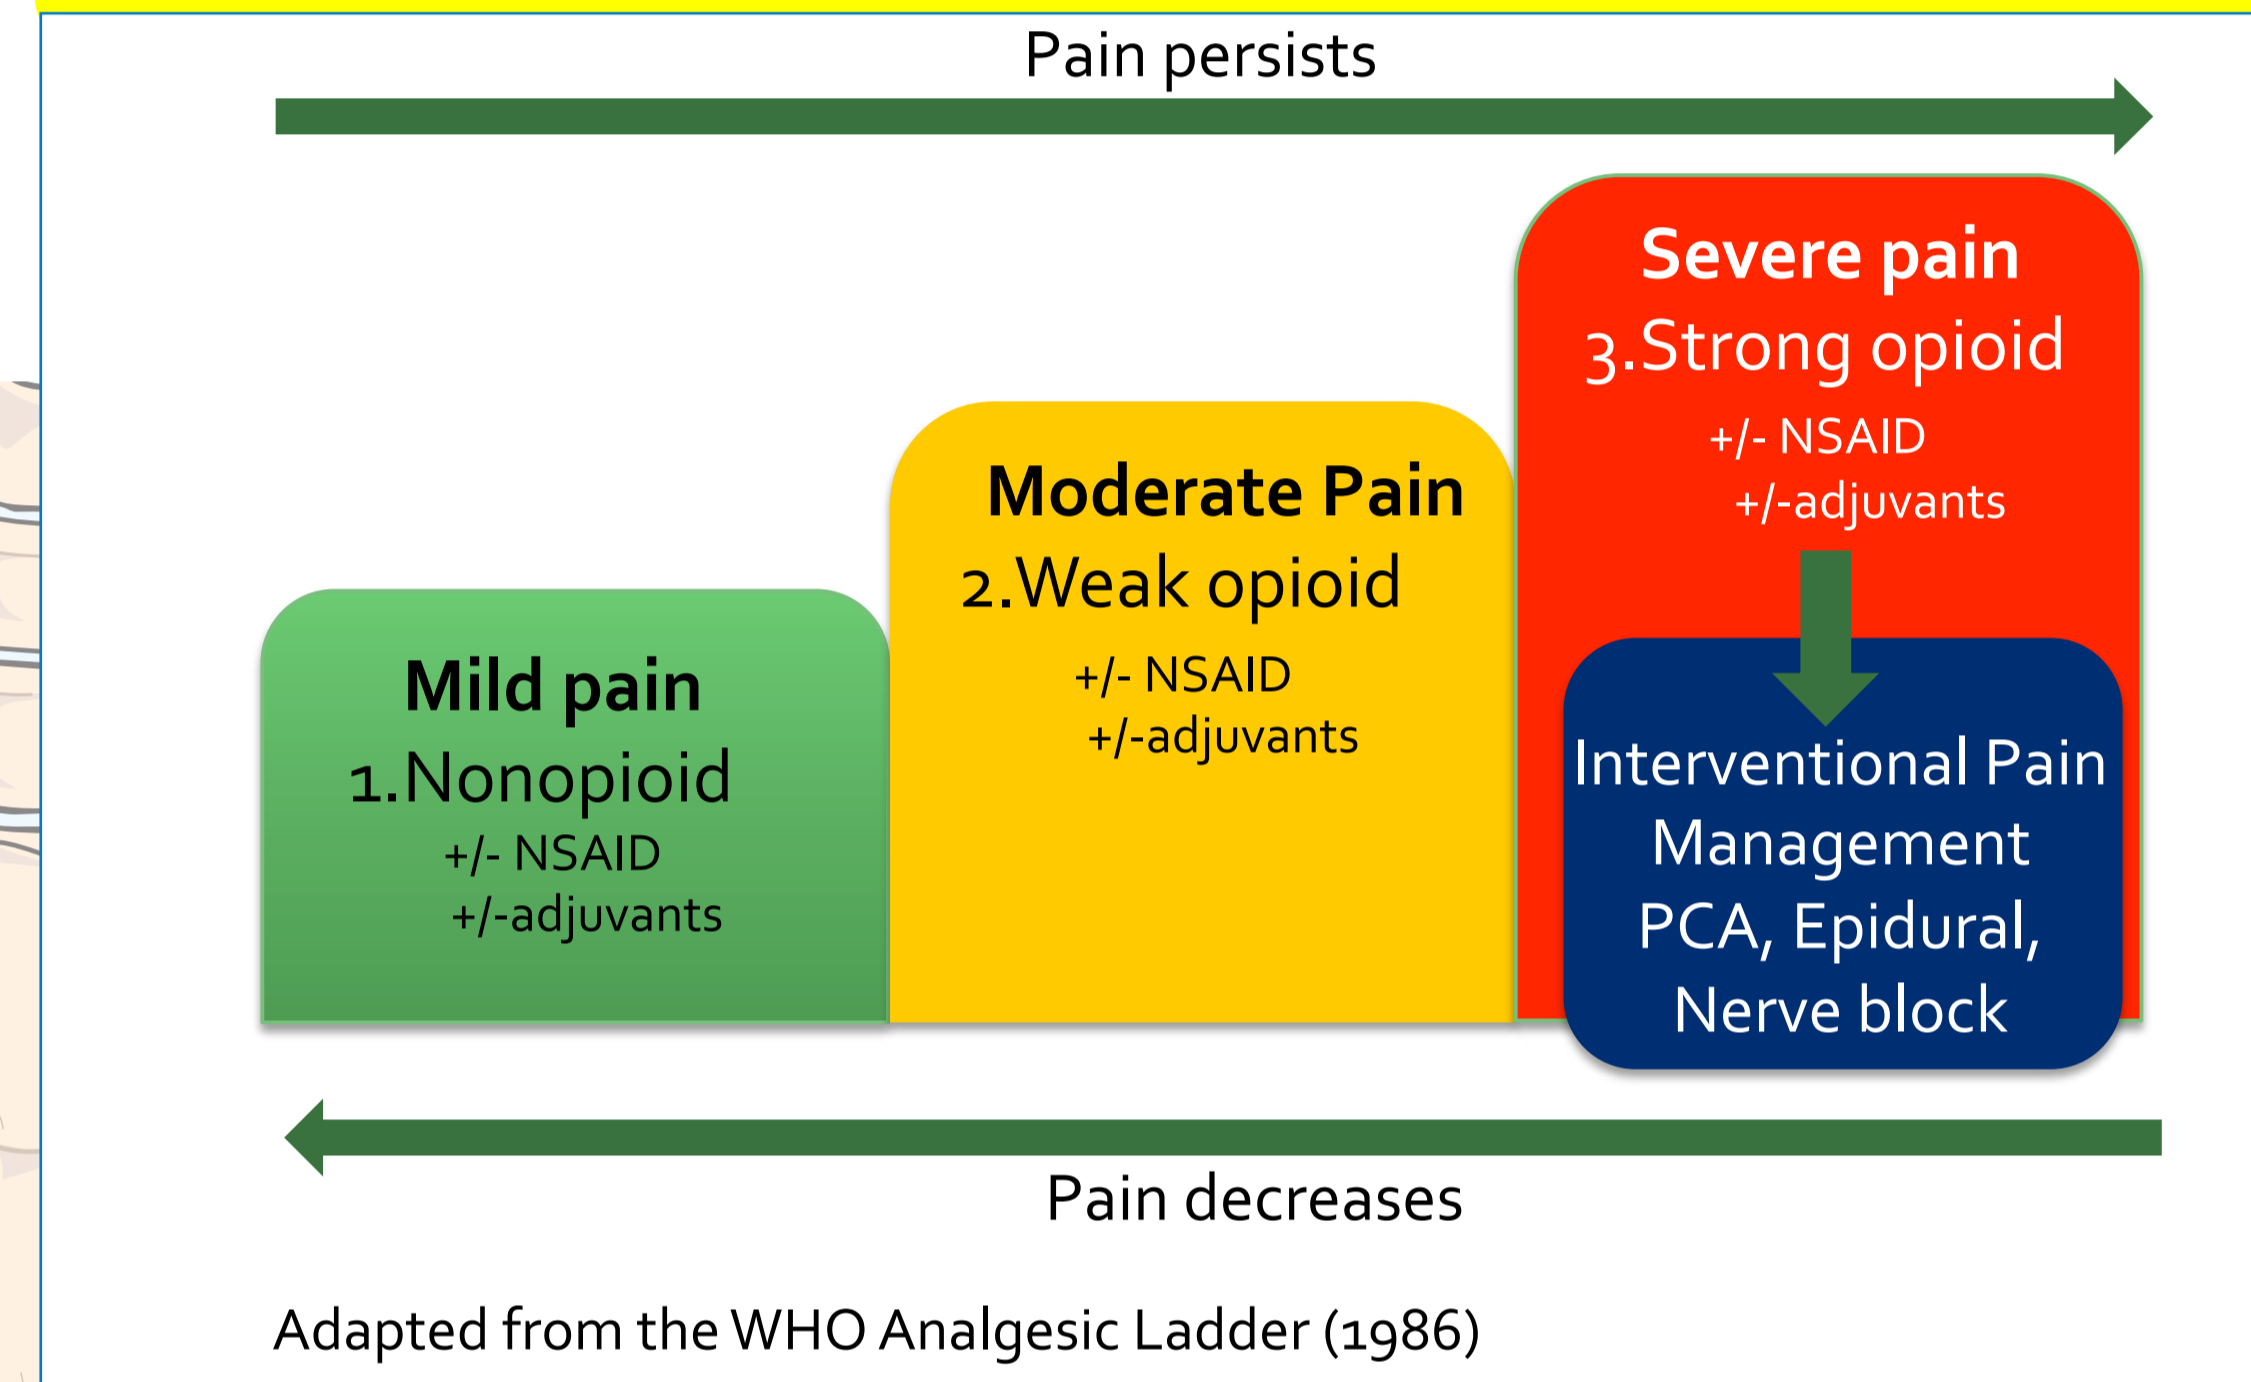 Pain persists
Mild pain
1.Nonopioid
+/- NSAID
+/-adjuvants
Moderate Pain
2.Weak opioid
+/- NSAID
+/-adjuvants
Severe pain
3.Strong opioid
+/- NSAID
+/-adjuvants
Interventional Pain
Management
PCA, Epidural,
Nerve block
Pain decreases
Adapted from the WHO Analgesic Ladder (1986)